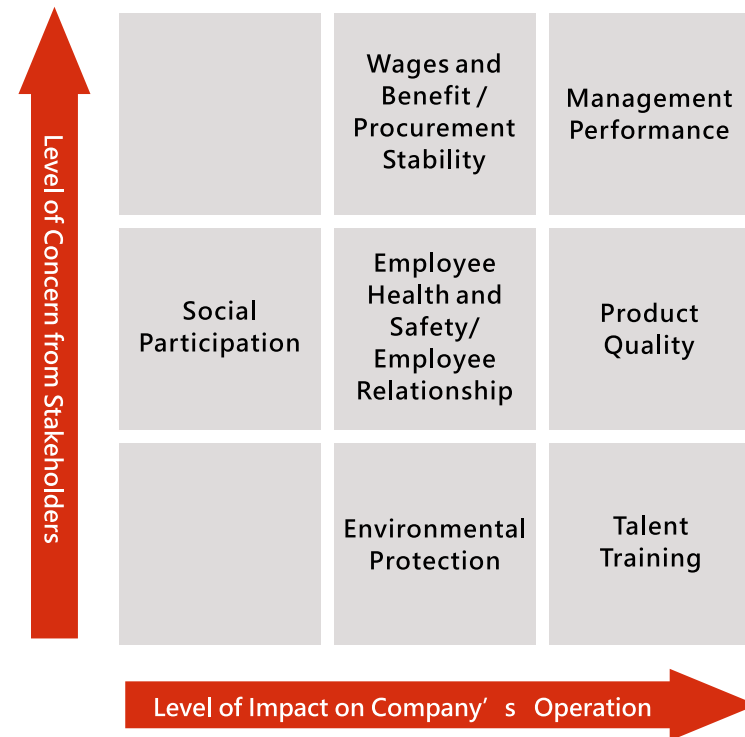 Level of Concern from Stakeholders
Wages and
Benefit /
Procurement
Stability
Management
Performance
Social
Participation
Employee
Health and
Safety/
Employee
Relationship
Product
Quality
Environmental
Protection
Talent
Training
Level of Impact on Company’ s Operation